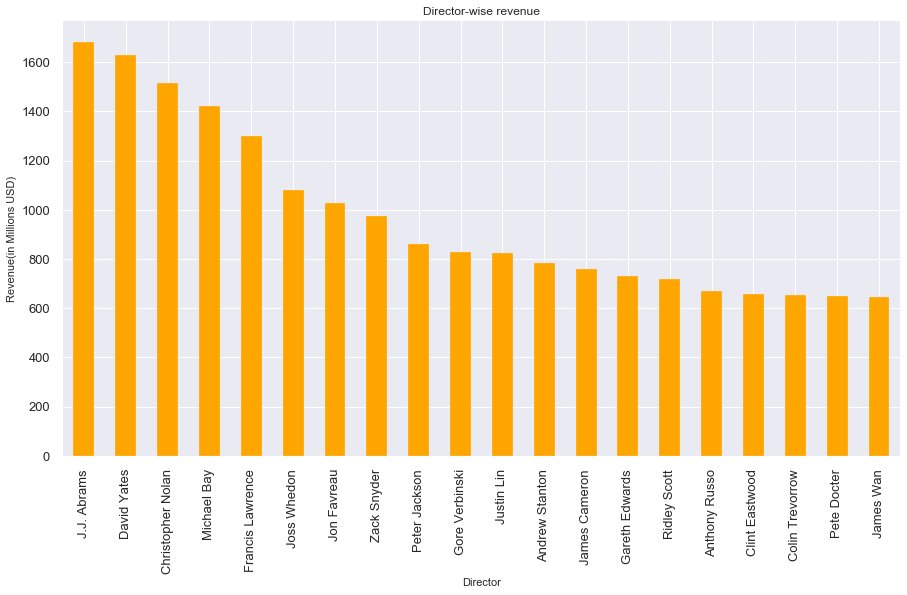 Director-wise revenue
Revenue(in Millions USD)
1600
1400
1200
1000
800
600
400
200
0
J.J. Abrams
David Yates
Christopher Nolan
Michael Bay
Francis Lawrence
Joss Whedon
Jon Favreau
Zack Snyder
Peter Jackson
Gore Verbinski
Justin Lin
Andrew Stanton
James Cameron
Gareth Edwards
Ridley Scott
Anthony Russo
Clint Eastwood
Colin Trevorrow
Pete Docter
James Wan
Director